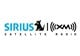 SIRIUS | XM
SATELLITE RADIO